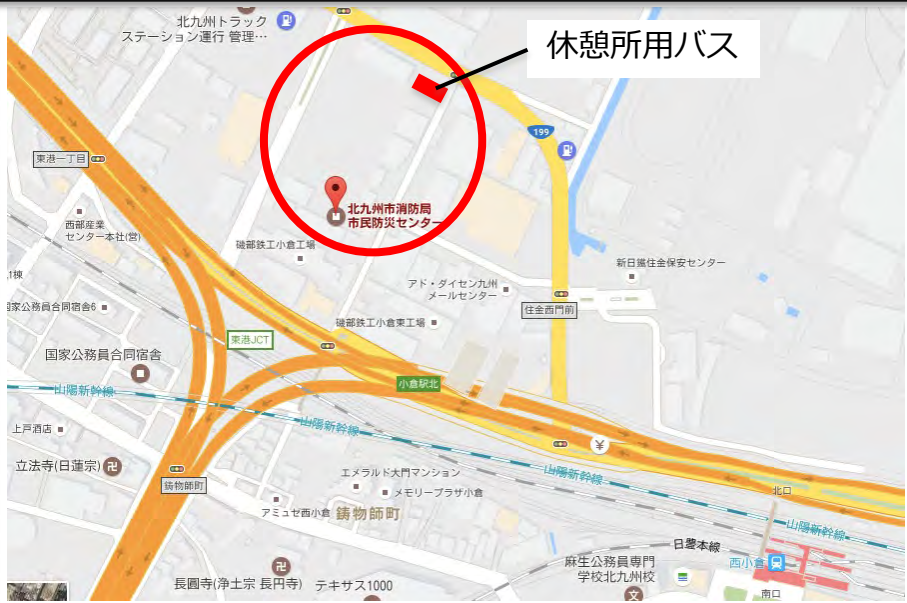 北九州トラック
ステーション運行 管理…
休憩所用バス
199
東港一丁目
北九州市消防局
市民防災センター
西部産業
センター本社(営)
磯部鉄工小倉工場
新日鐵住金保安センター
アド・ダイセン九州
メールセンター
1棟
国家公務員合同宿舎6
住金西門前
磯部鉄工小倉東工場
東港JCT
国家公務員合同宿舎
小倉駅北
山陽新幹線
山陽新幹線
上戸酒店
¥
立法寺(日蓮宗)
エメラルド大門マンション
山陽新幹線
鋳物師町
メモリープラザ小倉
北口
アミュゼ西小倉
鋳物師町
山陽新幹線
日豊本線
麻生公務員専門
学校北九州校
西小倉
長圓寺(浄土宗 長円寺)
テキサス1000
文
南口